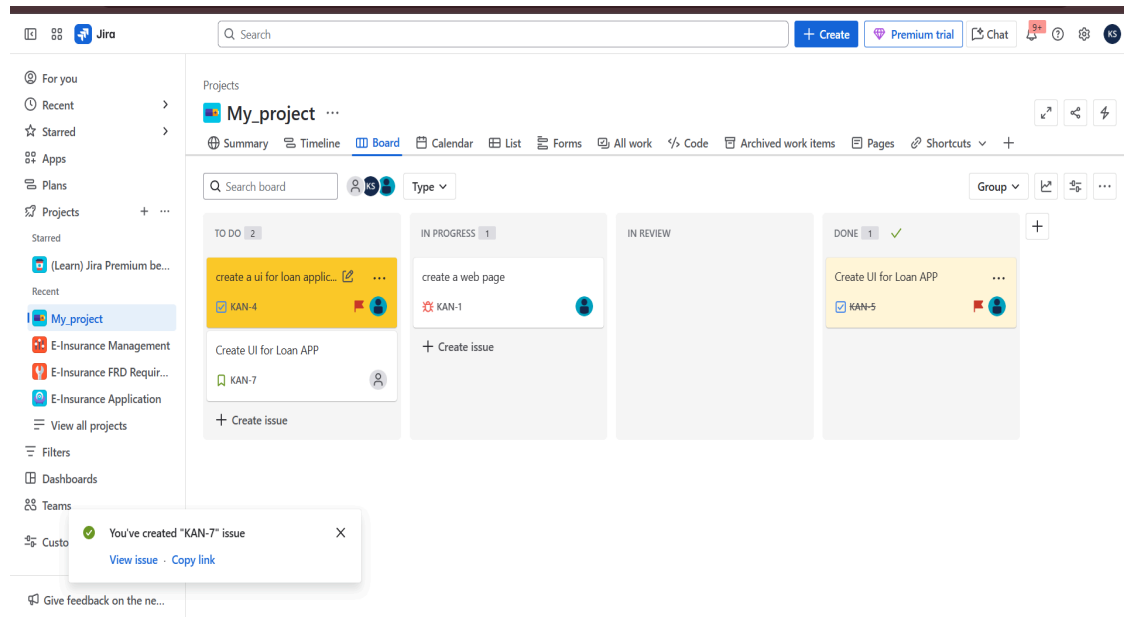 Jira
Search
Create
Premium trial
Chat
9+
KS
For you
Recent
Starred
Apps
Plans
Projects
Starred
(Learn) Jira Premium be...
Recent
My_project
E-Insurance Management
E-Insurance FRD Requir...
E-Insurance Application
View all projects
Filters
Dashboards
Teams
Custo
Give feedback on the ne...
Projects
My_project
Summary Timeline Board Calendar List Forms All work Code Archived work items Pages Shortcuts
Search board
KS
Type
Group
TO DO 2
create a ui for loan applic...
KAN-4
Create UI for Loan APP
KAN-7
Create issue
IN PROGRESS 1
create a web page
KAN-1
Create issue
IN REVIEW
DONE 1
Create UI for Loan APP
KAN-5
You've created "KAN-7" issue
View issue · Copy link